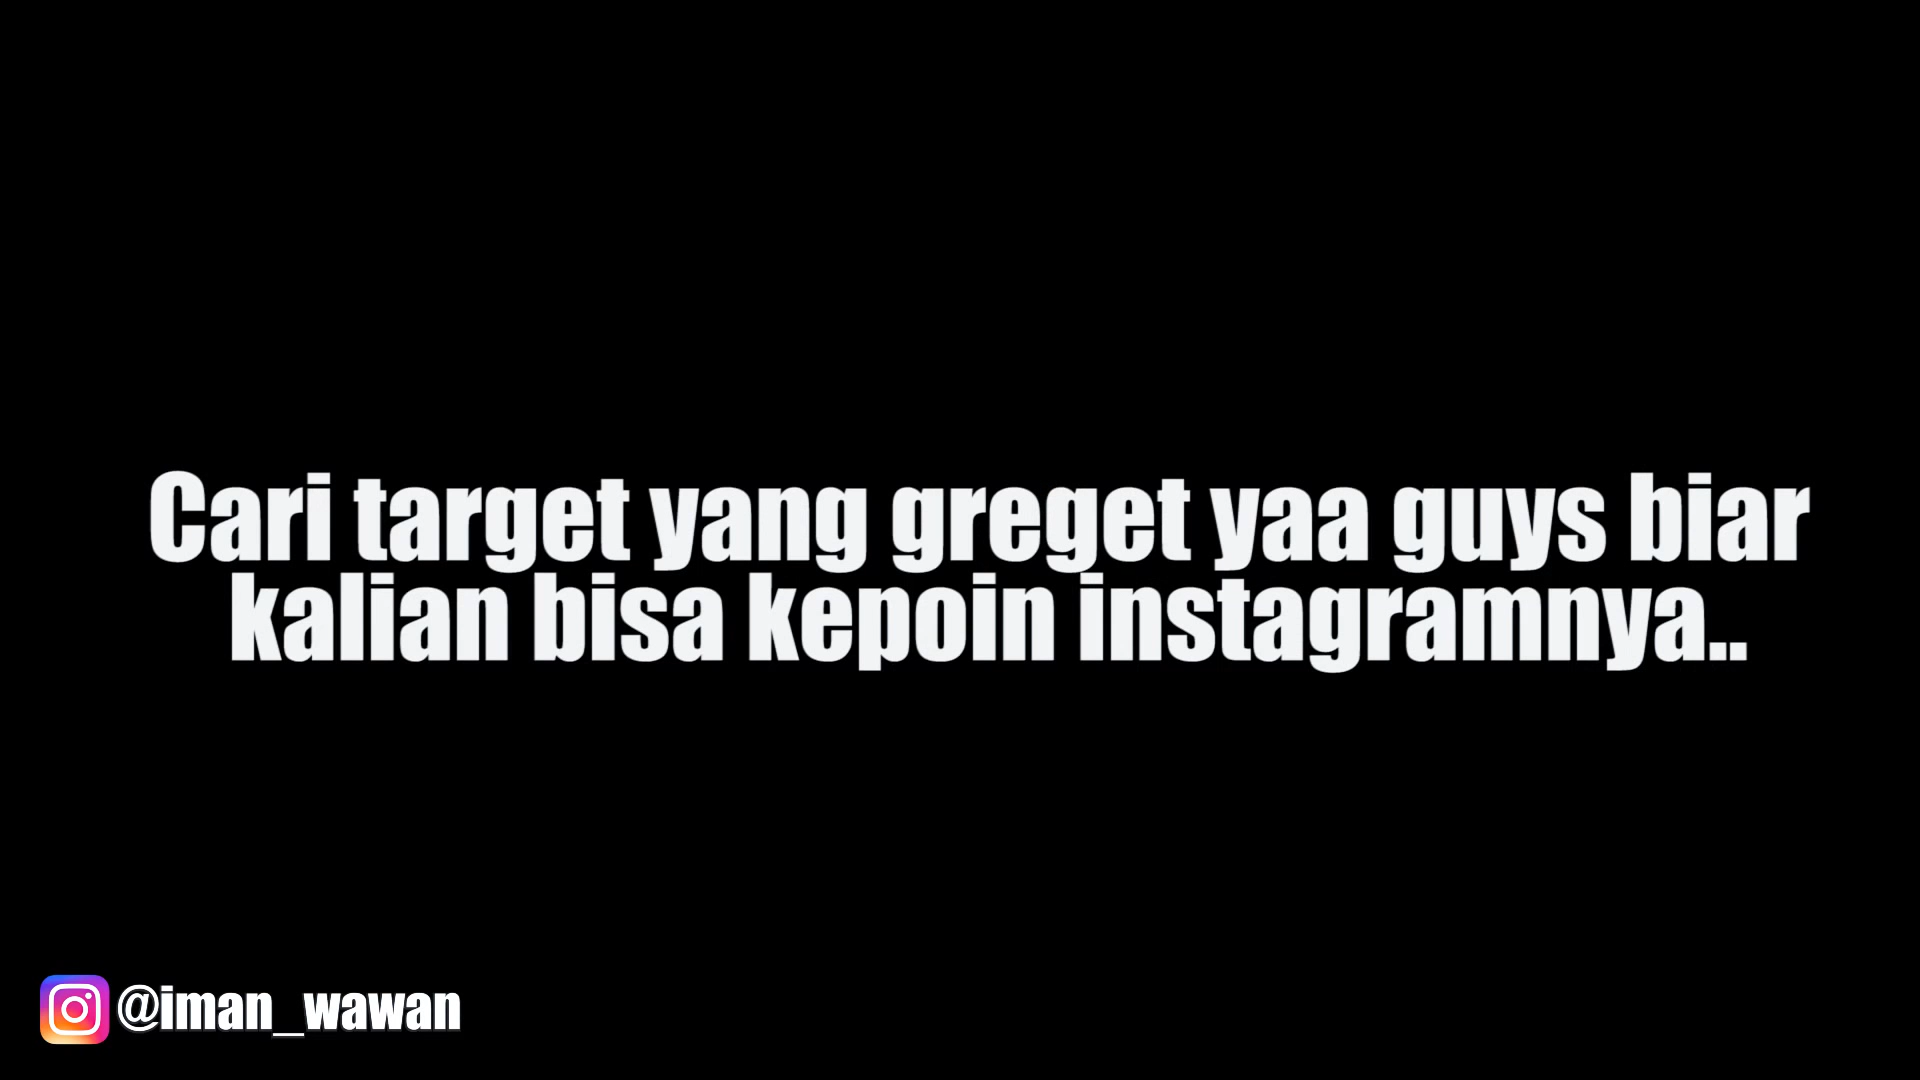 Cari target yang greget yaa guys biar
kalian bisa kepoin instagramnya..
@iman_wawan